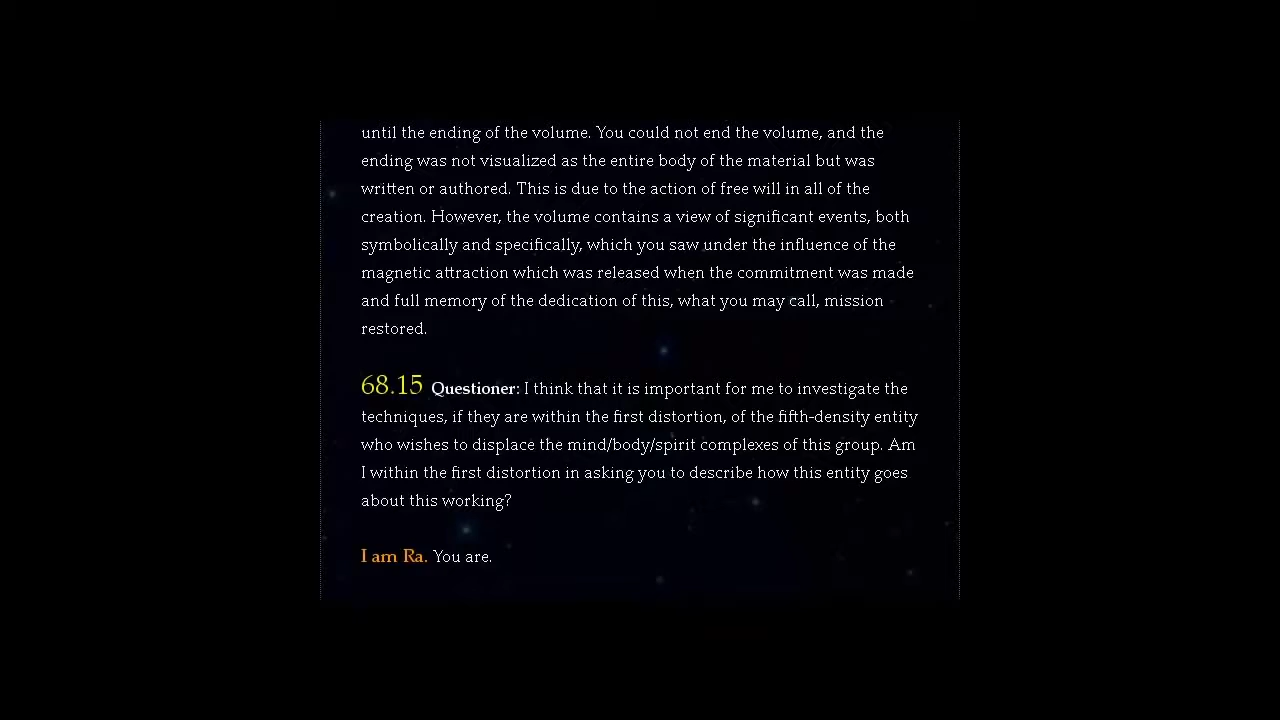 until the ending of the volume. You could not end the volume, and the
ending was not visualized as the entire body of the material but was
written or authored. This is due to the action of free will in all of the
creation. However, the volume contains a view of significant events, both
symbolically and specifically, which you saw under the influence of the
magnetic attraction which was released when the commitment was made
and full memory of the dedication of this, what you may call, mission
restored.
68.15 Questioner: I think that it is important for me to investigate the
techniques, if they are within the first distortion, of the fifth-density entity
who wishes to displace the mind/body/spirit complexes of this group. Am
I within the first distortion in asking you to describe how this entity goes
about this working?
I am Ra. You are.